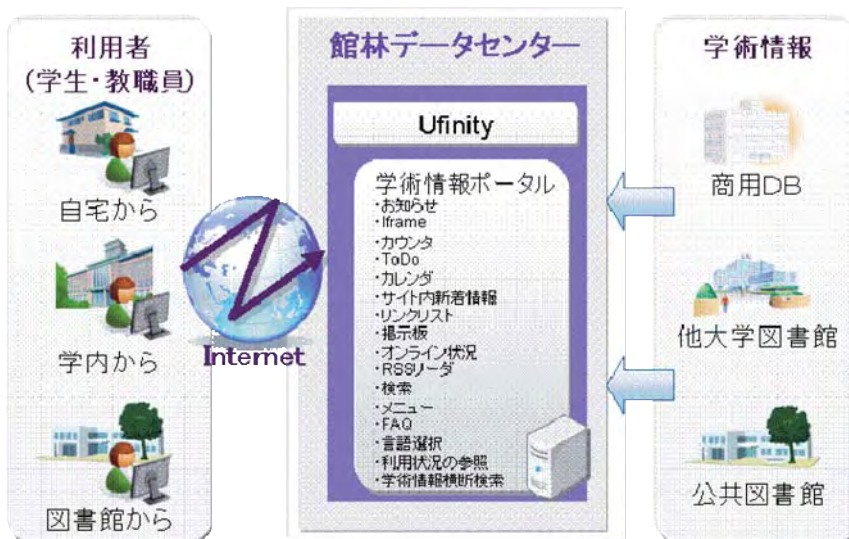 利用者
(学生・教職員)
自宅から
学内から
図書館から
Internet
館林データセンター
Ufinity
学術情報ポータル
・お知らせ
・Iframe
・カウンタ
・ToDo
・カレンダ
・サイト内新着情報
・リンクリスト
・掲示板
・オンライン状況
・RSSリーダ
・検索
・メニュー
・FAQ
・言語選択
・利用状況の参照
・学術情報横断検索
学術情報
商用DB
他大学図書館
公共図書館